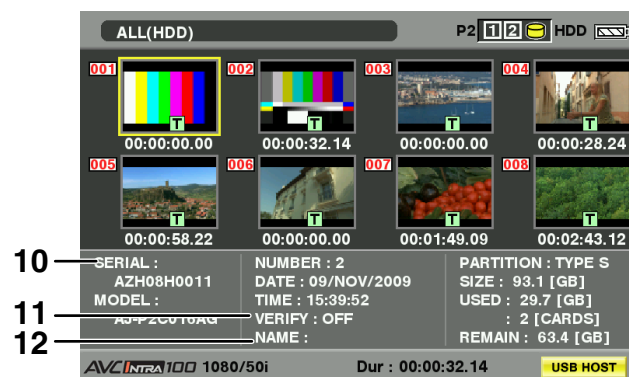 ALL(HDD) P2 1 2 HDD
001 002 003 004
T T T T
00:00:00.00 00:00:32.14 00:00:00.00 00:00:28.24
005 006 007 008
T T T T
00:00:58.22 00:00:00.00 00:01:49.09 00:02:43.12
10 SERIAL : NUMBER : 2 PARTITION : TYPE S
AZH08H0011 DATE : 09/NOV/2009 SIZE : 93.1 [GB]
MODEL : TIME : 15:39:52 USED : 29.7 [GB]
11 AJ-P2C016AG VERIFY : OFF : 2 [CARDS]
12 NAME : REMAIN : 63.4 [GB]
AVC INTRA 100 1080/50i Dur : 00:00:32.14 USB HOST